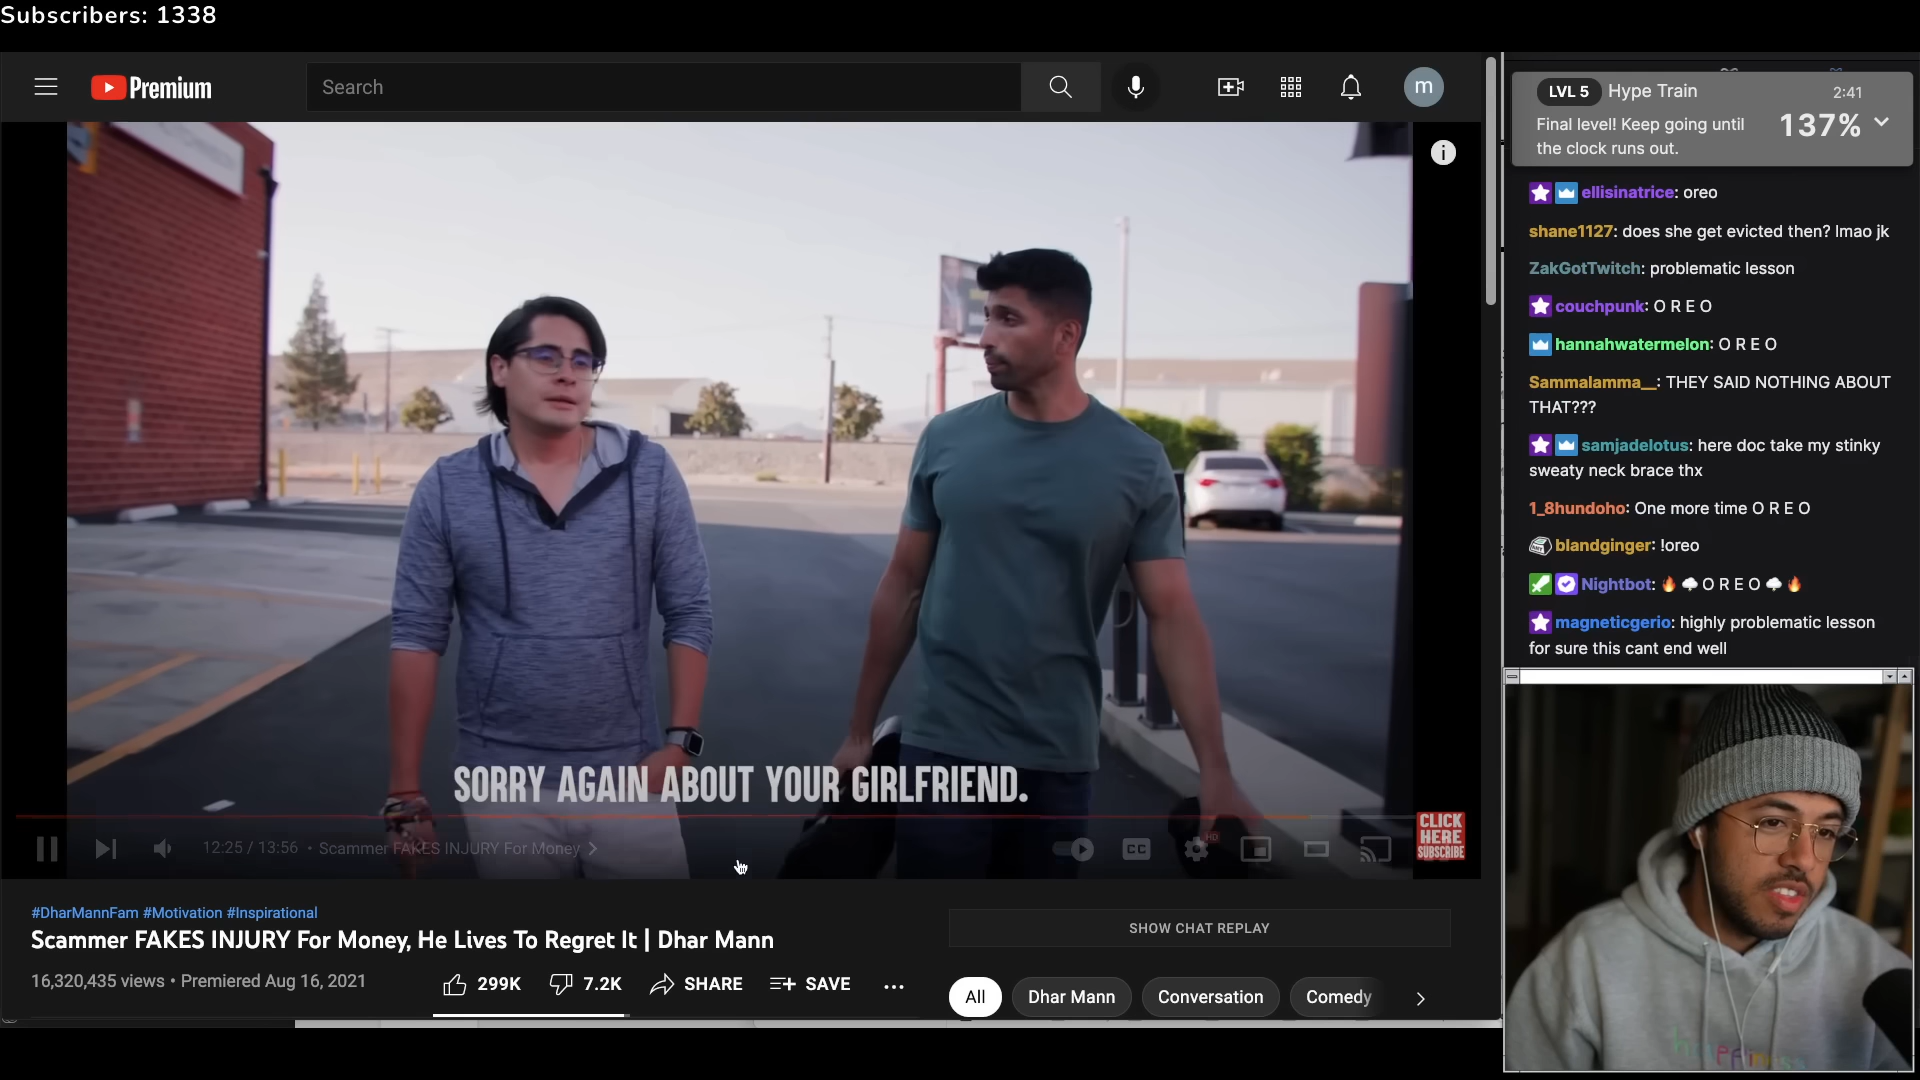 Subscribers: 1338
Premium
Search
m
i
SORRY AGAIN ABOUT YOUR GIRLFRIEND.
12:25 / 13:56 • Scammer FAKES INJURY For Money
CC
HD
CLICK
HERE
SUBSCRIBE
#DharMannFam #Motivation #Inspirational
Scammer FAKES INJURY For Money, He Lives To Regret It | Dhar Mann
16,320,435 views • Premiered Aug 16, 2021
299K
7.2K
SHARE
SAVE
SHOW CHAT REPLAY
All
Dhar Mann
Conversation
Comedy
LVL 5 Hype Train 2:41
Final level! Keep going until
the clock runs out.
137%
ellisinatrice: oreo
shane1127: does she get evicted then? lmao jk
ZakGotTwitch: problematic lesson
couchpunk: O R E O
hannahwatermelon: O R E O
Sammalamma__: THEY SAID NOTHING ABOUT
THAT???
samjadelotus: here doc take my stinky
sweaty neck brace thx
1_8hundoho: One more time O R E O
blandginger: !oreo
Nightbot: 🔥🌩O R E O🌩🔥
magneticgerio: highly problematic lesson
for sure this cant end well